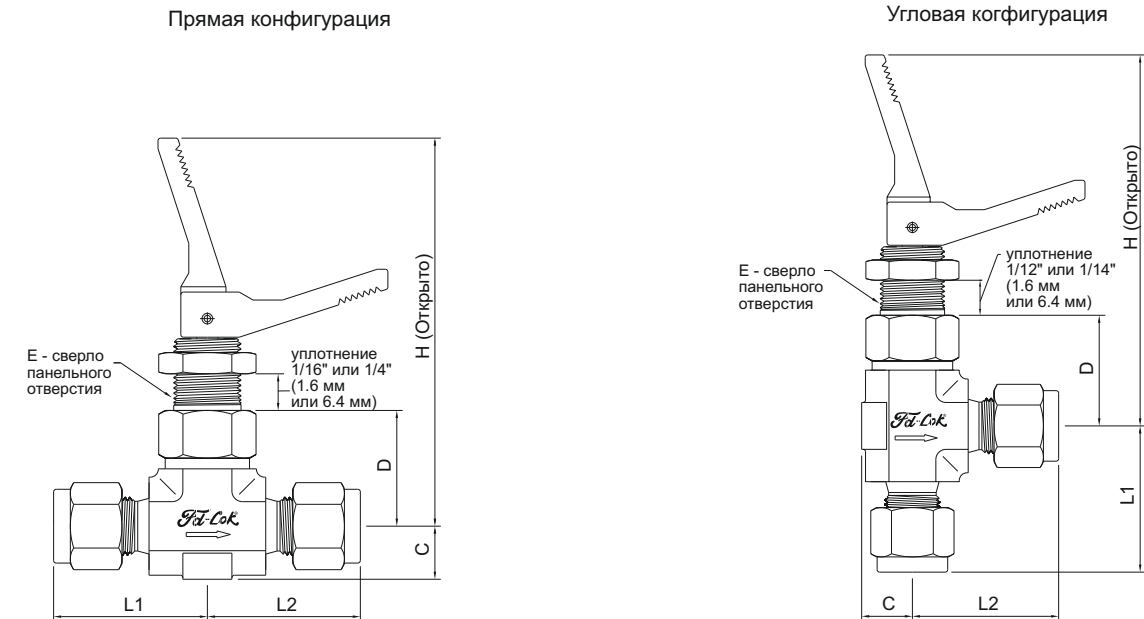 Прямая конфигурация
H (Открыто)
E - сверло
панельного
отверстия
уплотнение
1/16" или 1/4"
(1.6 мм
или 6.4 мм)
D
Fd-Lok
C
L1
L2
Угловая когфигурация
H (Открыто)
E - сверло
панельного
отверстия
уплотнение
1/12" или 1/14"
(1.6 мм
или 6.4 мм)
D
Fd-Lok
L1
C
L2